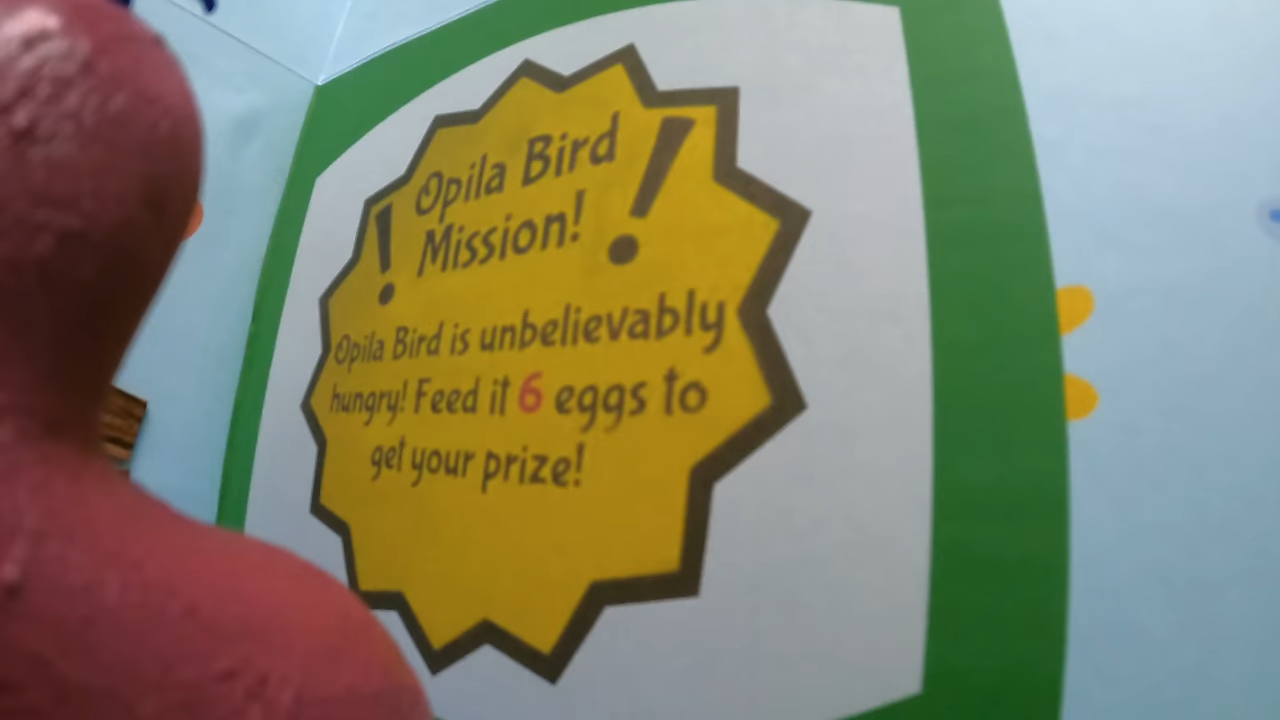 Opila Bird
Mission!
! !
Opila Bird is unbelievably
hungry! Feed it 6 eggs to
get your prize!